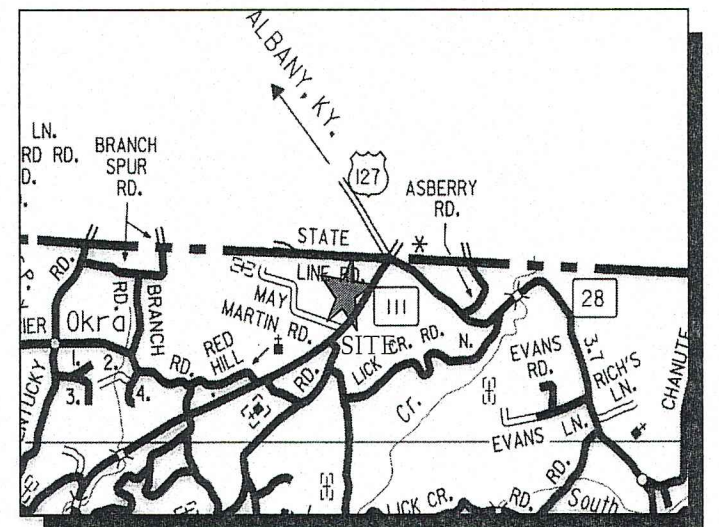 ALBANY, KY.
LN.
RD RD.
D.
BRANCH
SPUR
RD.
127
ASBERRY
RD.
*
STATE
LINE RD.
RD.
111
28
MAY
MARTIN RD.
SITE
Okra
RD.
BRANCH
RD.
RED
HILL
RD.
LICK CR. RD.
N.
EVANS
RD.
3.7
RICH'S
LN.
CHANUTE
1.
2.
3.
4.
Cr.
EVANS LN.
RD.
LICK CR.
RD.
South